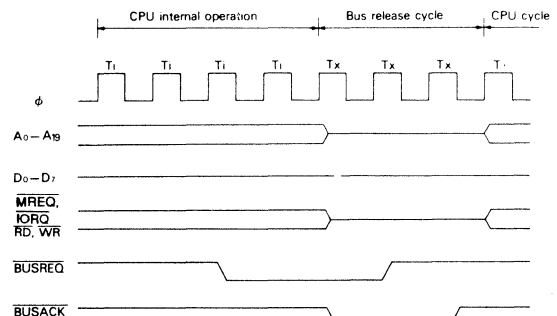 CPU internal operation Bus release cycle CPU cycle
Ti Ti Ti Ti Tx Tx Tx
φ
A0–A19
D0–D7
MREQ,
IORQ
RD, WR
BUSREQ
BUSACK